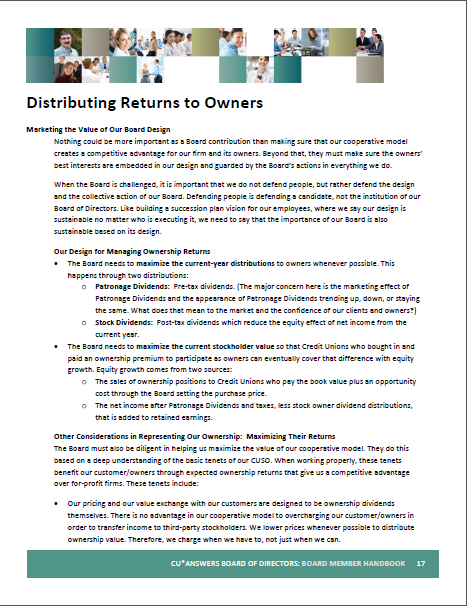 Distributing Returns to Owners
Marketing the Value of Our Board Design
Nothing could be more important as a Board contribution than making sure that our cooperative model
creates a competitive advantage for our firm and its owners. Beyond that, they must make sure the owners'
best interests are embedded in our design and guarded by the Board's actions in everything we do.
When the Board is challenged, it is important that we do not defend people, but rather defend the design
and the collective action of our Board. Defending people is defending a candidate, not the institution of our
Board of Directors. Like building a succession plan vision for our employees, where we say our design is
sustainable no matter who is executing it, we need to say that the importance of our Board is also
sustainable based on its design.
Our Design for Managing Ownership Returns
• The Board needs to maximize the current-year distributions to owners whenever possible. This
happens through two distributions:
o Patronage Dividends: Pre-tax dividends. (The major concern here is the marketing effect of
Patronage Dividends and the appearance of Patronage Dividends trending up, down, or staying
the same. What does that mean to the market and the confidence of our clients and owners?)
o Stock Dividends: Post-tax dividends which reduce the equity effect of net income from the
current year.
• The Board needs to maximize the current stockholder value so that Credit Unions who bought in and
paid an ownership premium to participate as owners can eventually cover that difference with equity
growth. Equity growth comes from two sources:
o The sales of ownership positions to Credit Unions who pay the book value plus an opportunity
cost through the Board setting the purchase price.
o The net income after Patronage Dividends and taxes, less stock owner dividend distributions,
that is added to retained earnings.
Other Considerations in Representing Our Ownership: Maximizing Their Returns
The Board must also be diligent in helping us maximize the value of our cooperative model. They do this
based on a deep understanding of the basic tenets of our CUSO. When working properly, these tenets
benefit our customer/owners through expected ownership returns that give us a competitive advantage
over for-profit firms. These tenets include:
• Our pricing and our value exchange with our customers are designed to be ownership dividends
themselves. There is no advantage in our cooperative model to overcharging our customer/owners in
order to transfer income to third-party stockholders. We lower prices whenever possible to distribute
ownership value. Therefore, we charge when we have to, not just when we can.
CU*ANSWERS BOARD OF DIRECTORS: BOARD MEMBER HANDBOOK 17